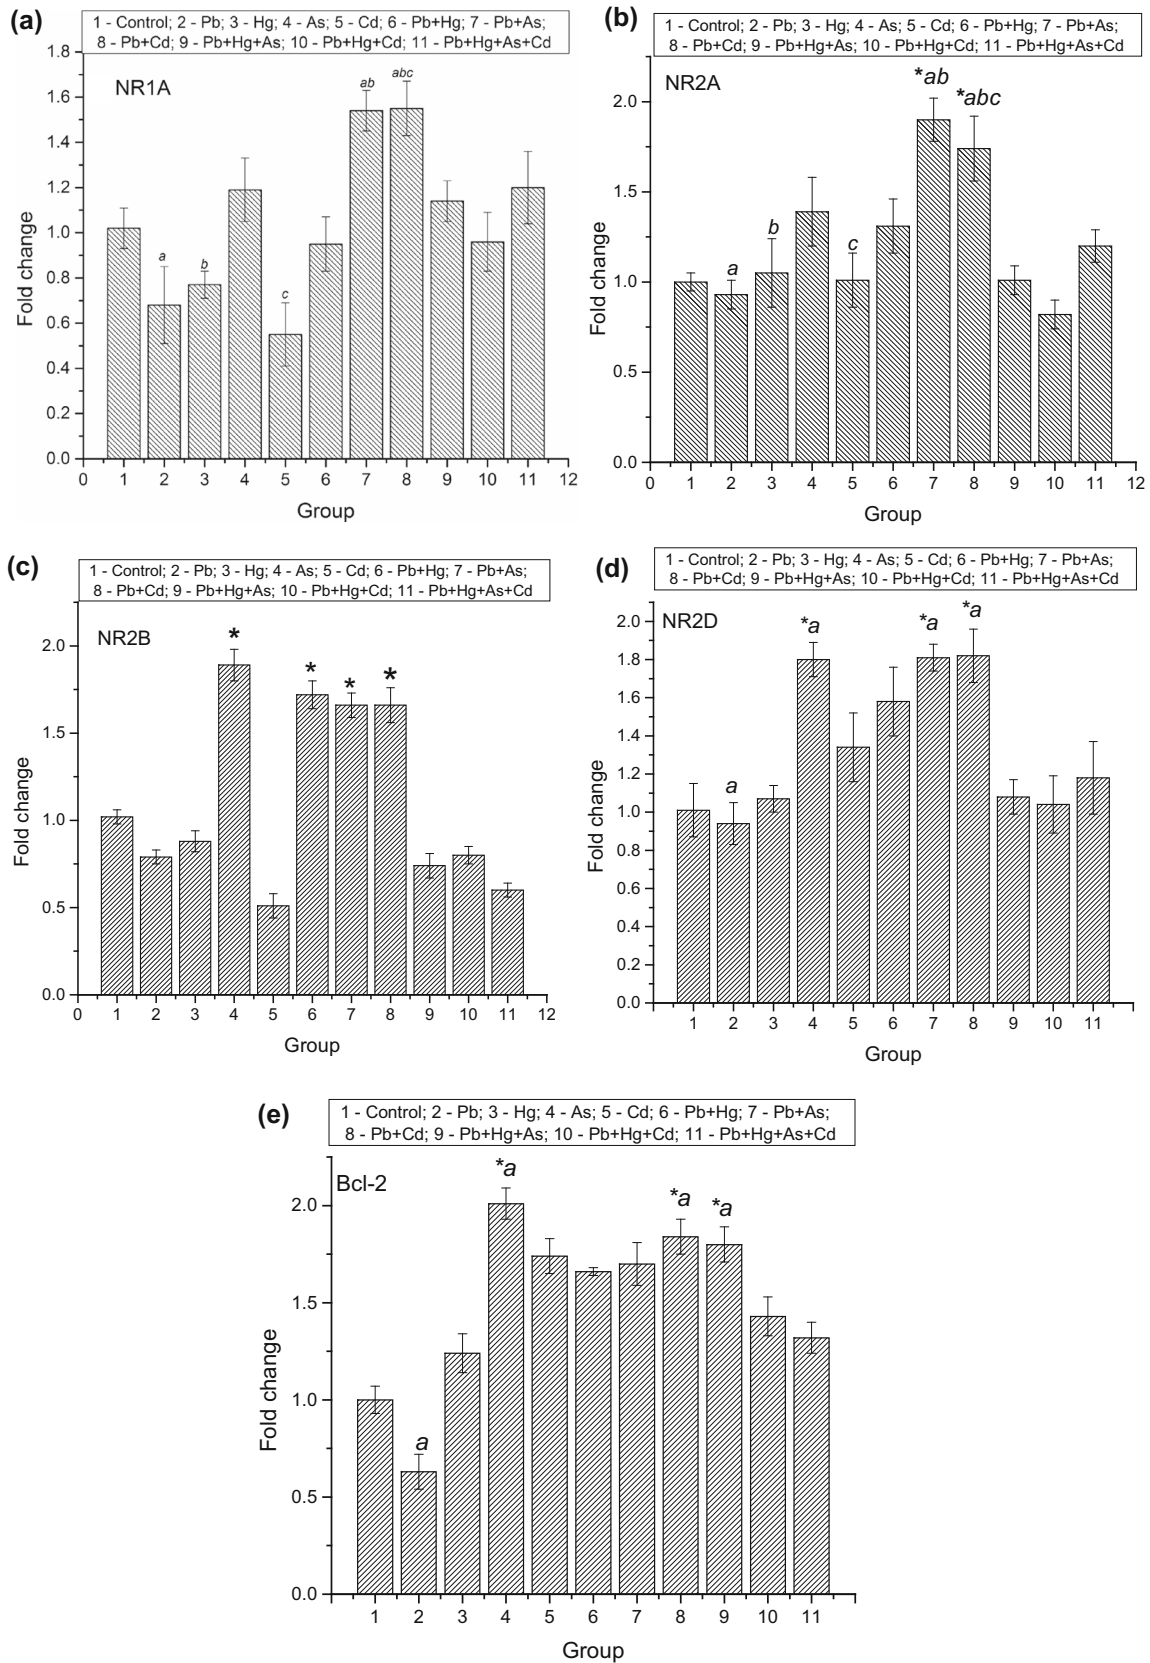 (a)
1 - Control; 2 - Pb; 3 - Hg; 4 - As; 5 - Cd; 6 - Pb+Hg; 7 - Pb+As;
8 - Pb+Cd; 9 - Pb+Hg+As; 10 - Pb+Hg+Cd; 11 - Pb+Hg+As+Cd
NR1A
Fold change
1.8
1.6
1.4
1.2
1.0
0.8
0.6
0.4
0.2
0.0
a
b
c
ab
abc
0 1 2 3 4 5 6 7 8 9 10 11 12
Group
(b)
1 - Control; 2 - Pb; 3 - Hg; 4 - As; 5 - Cd; 6 - Pb+Hg; 7 - Pb+As;
8 - Pb+Cd; 9 - Pb+Hg+As; 10 - Pb+Hg+Cd; 11 - Pb+Hg+As+Cd
NR2A
Fold change
2.0
1.5
1.0
0.5
0.0
a
b
c
*ab
*abc
0 1 2 3 4 5 6 7 8 9 10 11 12
Group
(c)
1 - Control; 2 - Pb; 3 - Hg; 4 - As; 5 - Cd; 6 - Pb+Hg; 7 - Pb+As;
8 - Pb+Cd; 9 - Pb+Hg+As; 10 - Pb+Hg+Cd; 11 - Pb+Hg+As+Cd
NR2B
Fold change
2.0
1.5
1.0
0.5
0.0
* * * *
0 1 2 3 4 5 6 7 8 9 10 11 12
Group
(d)
1 - Control; 2 - Pb; 3 - Hg; 4 - As; 5 - Cd; 6 - Pb+Hg; 7 - Pb+As;
8 - Pb+Cd; 9 - Pb+Hg+As; 10 - Pb+Hg+Cd; 11 - Pb+Hg+As+Cd
NR2D
Fold change
2.0
1.8
1.6
1.4
1.2
1.0
0.8
0.6
0.4
0.2
0.0
a
*a
*a
*a
1 2 3 4 5 6 7 8 9 10 11
Group
(e)
1 - Control; 2 - Pb; 3 - Hg; 4 - As; 5 - Cd; 6 - Pb+Hg; 7 - Pb+As;
8 - Pb+Cd; 9 - Pb+Hg+As; 10 - Pb+Hg+Cd; 11 - Pb+Hg+As+Cd
Bcl-2
Fold change
2.0
1.5
1.0
0.5
0.0
a
*a
*a
*a
1 2 3 4 5 6 7 8 9 10 11
Group